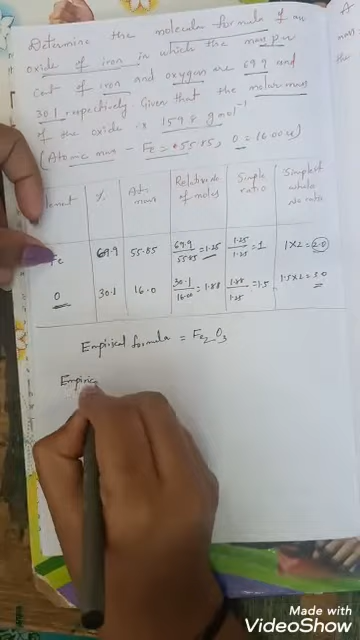 Determine the molecular formula of an
oxide of iron in which the mass per
cent of iron and oxygen are 69.9 and
30.1 respectively. Given that the molar mass
of the oxide is 159.8 g mol⁻¹
(Atomic mass - Fe = 55.85, O = 16.00
% At. mass Relative no of moles Simple ratio Simplest whole no ratio
Fe 69.9 55.85 69.9/55.85 = 1.25 1.25/1.25 = 1 1×2 = 2.0
O 30.1 16.0 30.1/16.00 = 1.88 1.88/1.25 = 1.5 1.5×2 = 3.0
Empirical formula = Fe₂O₃
Empiric
Made with
VideoShow